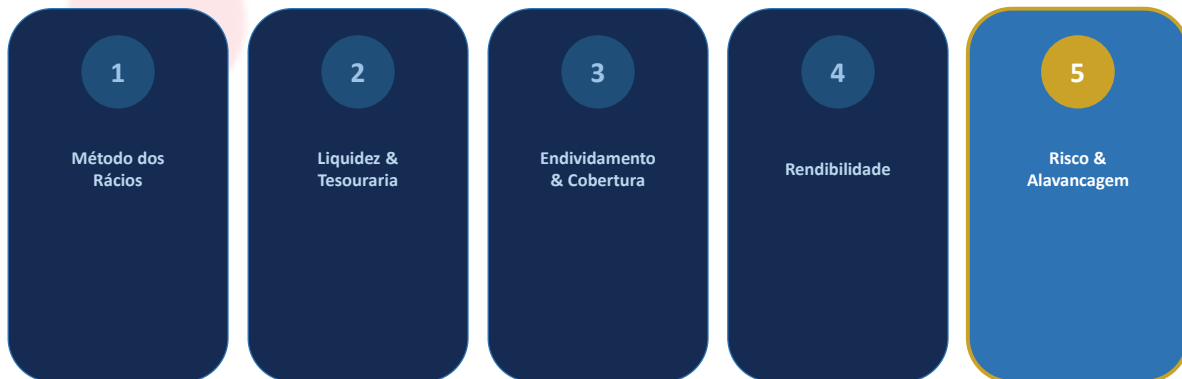 1
Método dos
Rácios
2
Liquidez &
Tesouraria
3
Endividamento
& Cobertura
4
Rendibilidade
5
Risco &
Alavancagem